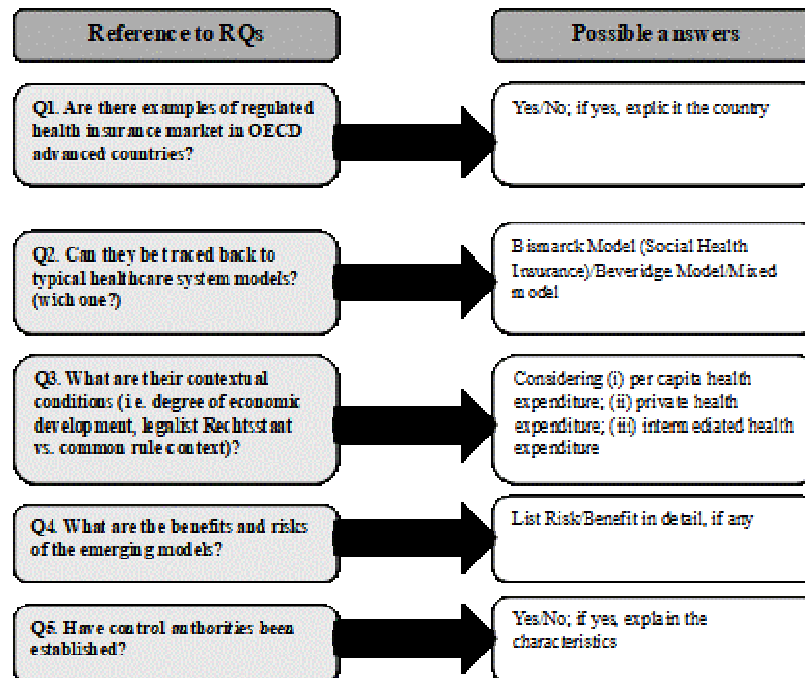 Reference to RQs
Possible answers
Q1. Are there examples of regulated
health insurance market in OECD
advanced countries?
Yes/No; if yes, explicit the country
Q2. Can they be traced back to
typical healthcare system models?
(wich one?)
Bismarck Model (Social Health
Insurance)/Beveridge Model/Mixed
model
Q3. What are their contextual
conditions (i.e. degree of economic
development, legalist Rechtsstaat
vs. common rule context)?
Considering (i) per capita health
expenditure; (ii) private health
expenditure; (iii) intermediated health
expenditure
Q4. What are the benefits and risks
of the emerging models?
List Risk/Benefit in detail, if any
Q5. Have control authorities been
established?
Yes/No; if yes, explain the
characteristics